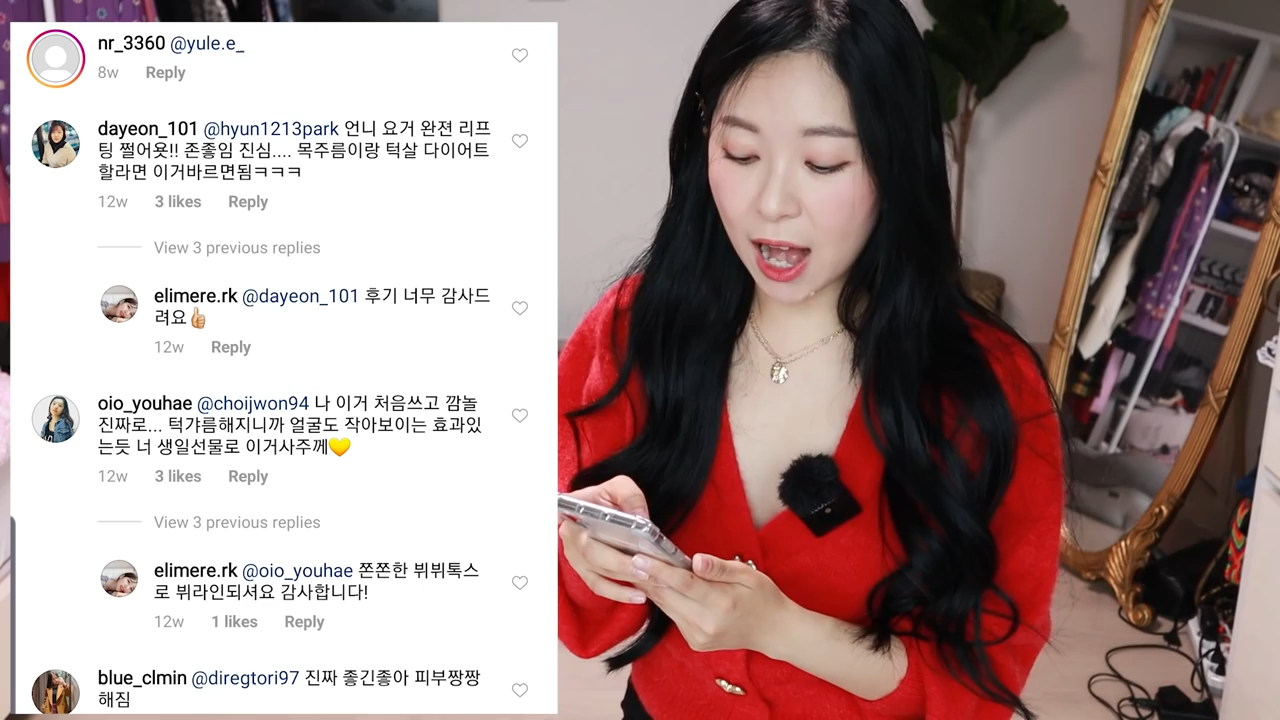 nr_3360 @yule.e_
8w Reply
dayeon_101 @hyun1213park 언니 요거 완젼 리프
팅 쩔어욧!! 존좋임 진심.... 목주름이랑 턱살 다이어트
할라면 이거바르면됨ㅋㅋㅋ
12w 3 likes Reply
View 3 previous replies
elimere.rk @dayeon_101 후기 너무 감사드
려요👍
12w Reply
oio_youhae @choijwon94 나 이거 처음쓰고 깜놀
진짜로... 턱갸름해지니까 얼굴도 작아보이는 효과있
는듯 너 생일선물로 이거사주께💛
12w 3 likes Reply
View 3 previous replies
elimere.rk @oio_youhae 쫀쫀한 뷔뷔톡스
로 뷔라인되셔요 감사합니다!
12w 1 likes Reply
blue_clmin @diregtori97 진짜 좋긴좋아 피부짱짱
해짐